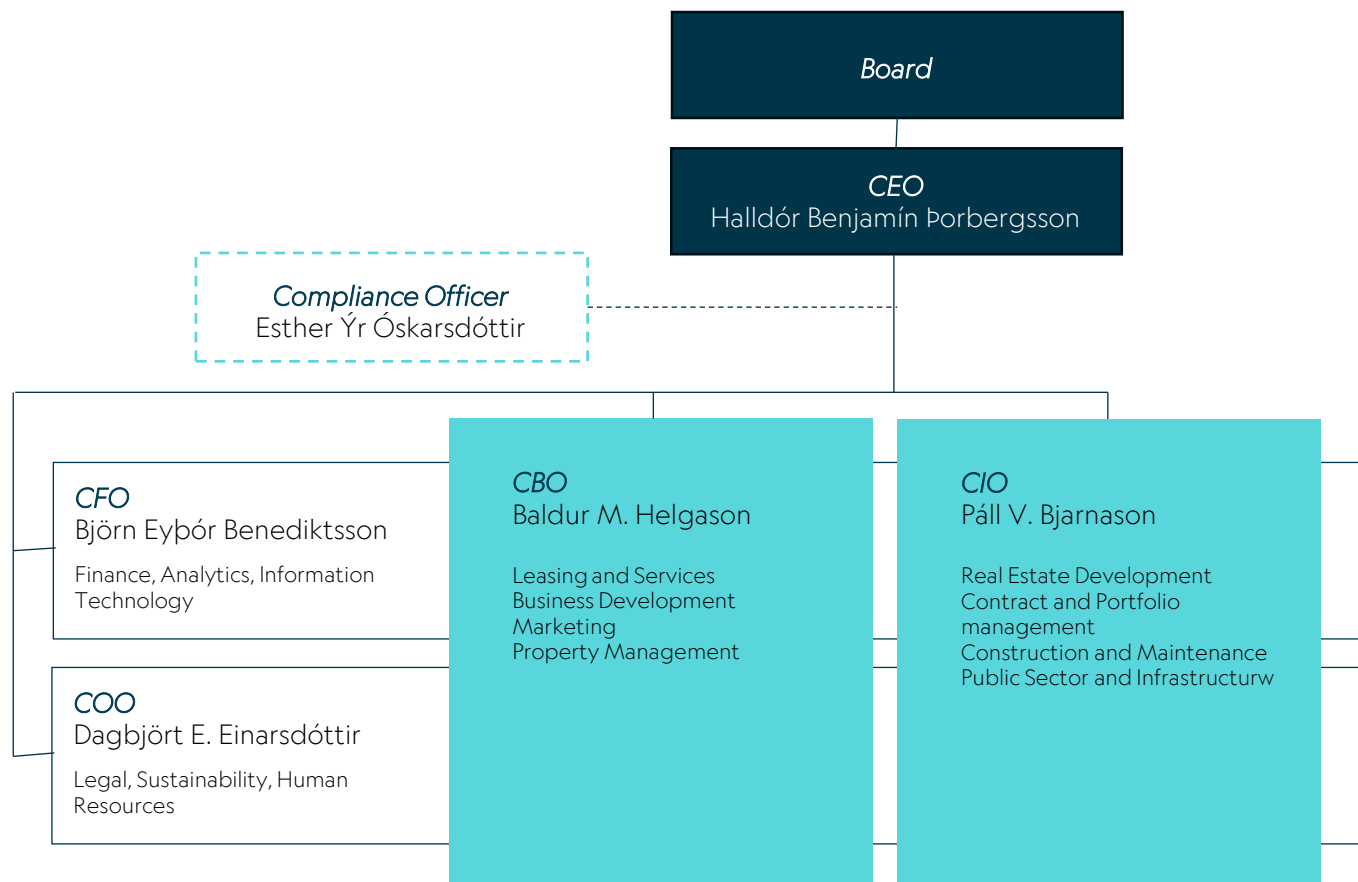 Board
CEO
Halldór Benjamín Þorbergsson
Compliance Officer
Esther Ýr Óskarsdóttir
CFO
Björn Eyþór Benediktsson
Finance, Analytics, Information
Technology
COO
Dagbjört E. Einarsdóttir
Legal, Sustainability, Human
Resources
CBO
Baldur M. Helgason
Leasing and Services
Business Development
Marketing
Property Management
CIO
Páll V. Bjarnason
Real Estate Development
Contract and Portfolio
management
Construction and Maintenance
Public Sector and Infrastructurw